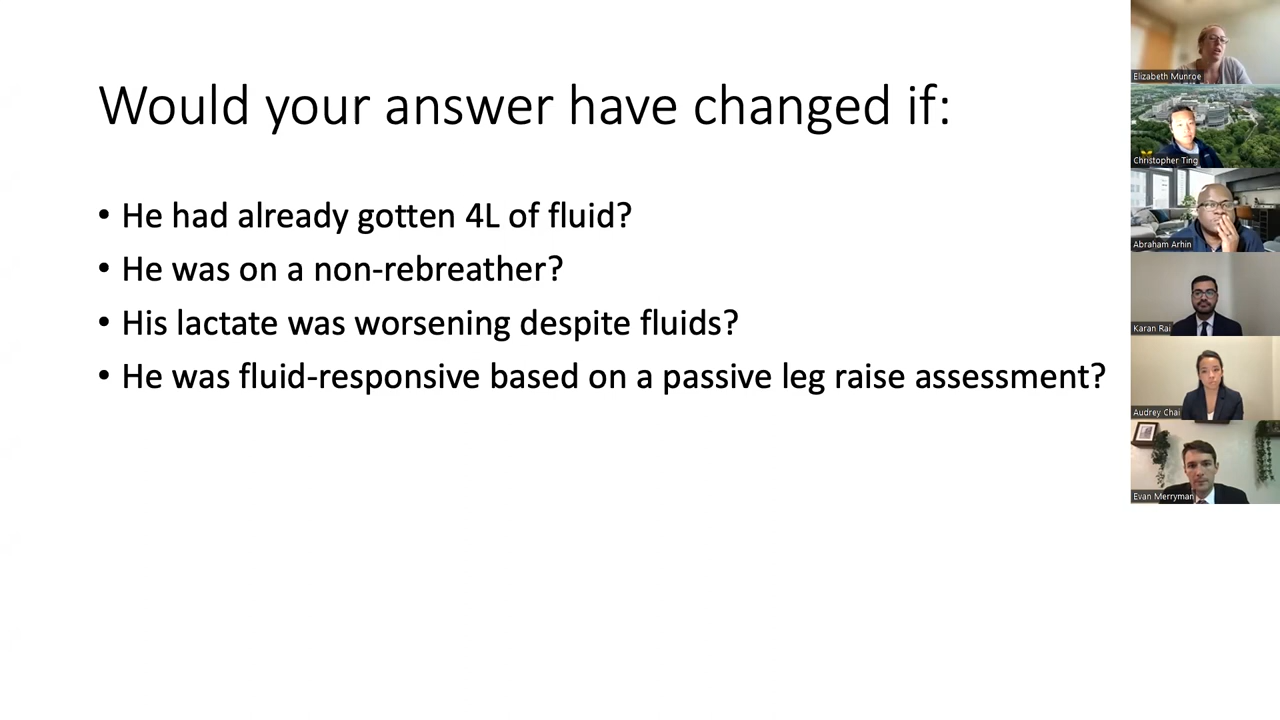 Would your answer have changed if:
• He had already gotten 4L of fluid?
• He was on a non-rebreather?
• His lactate was worsening despite fluids?
• He was fluid-responsive based on a passive leg raise assessment?
Elizabeth Munroe
Christopher Ting
Abraham Arhin
Karan Rai
Audrey Chai
Evan Merryman